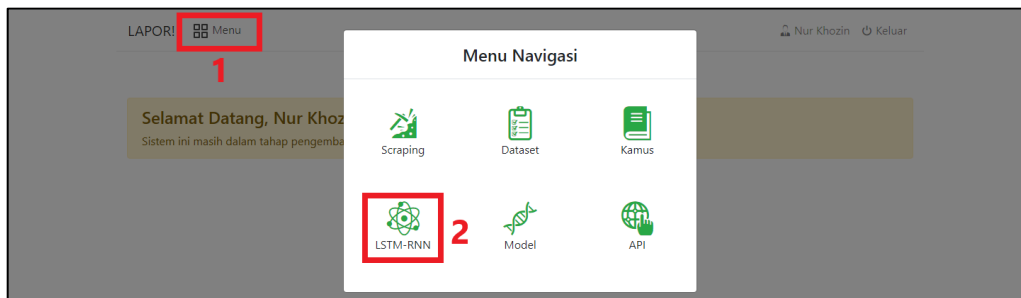 LAPOR! Menu Nur Khozin Keluar
1
Menu Navigasi
Selamat Datang, Nur Khoz
Sistem ini masih dalam tahap pengemba
Scraping Dataset Kamus
2
LSTM-RNN Model API